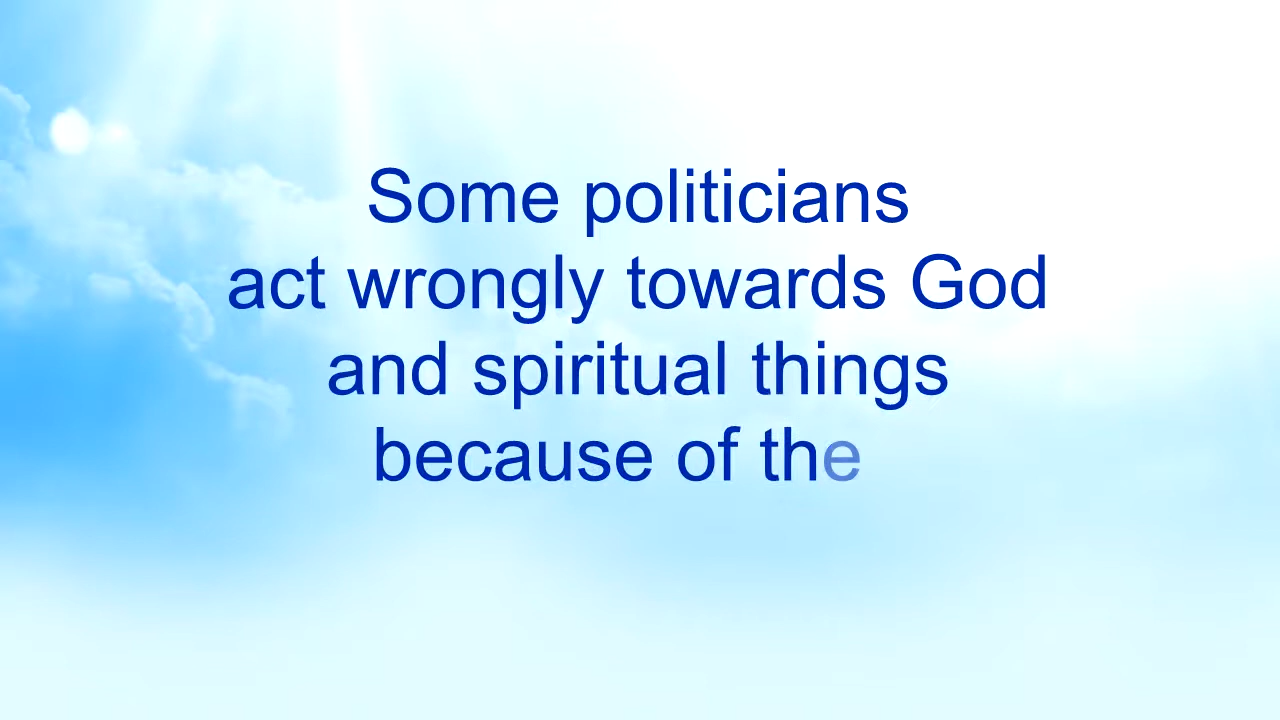 Some politicians
act wrongly towards God
and spiritual things
because of the